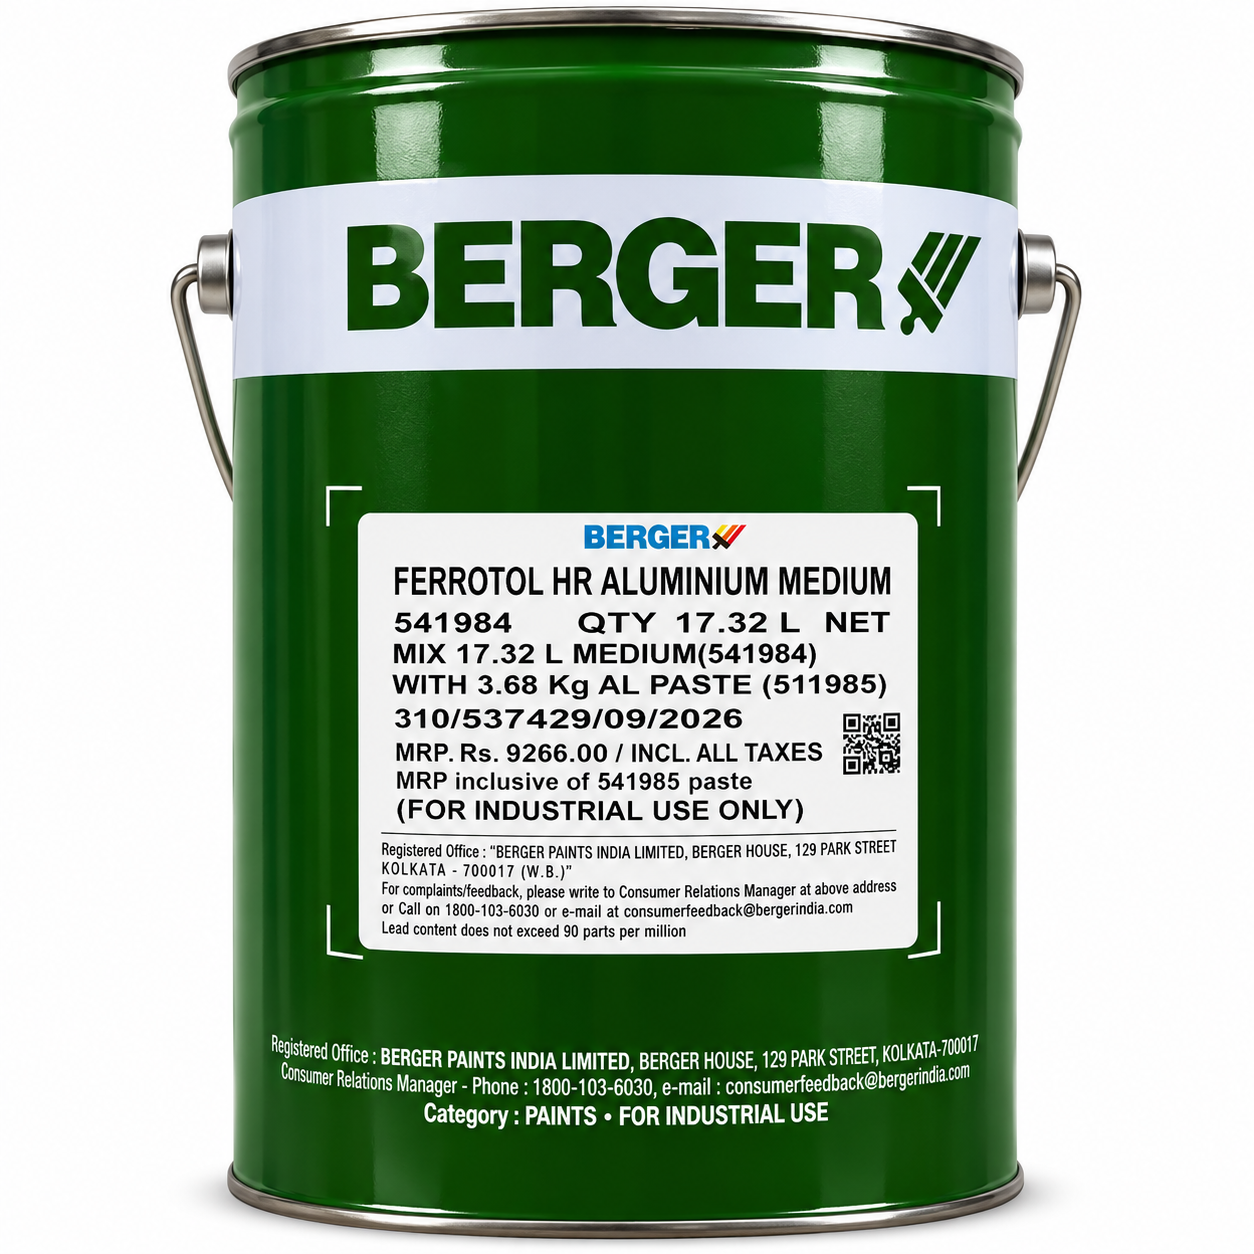 BERGER
BERGER
FERROTOL HR ALUMINIUM MEDIUM
541984 QTY 17.32 L NET
MIX 17.32 L MEDIUM(541984)
WITH 3.68 Kg AL PASTE (511985)
310/537429/09/2026
MRP. Rs. 9266.00 / INCL. ALL TAXES
MRP inclusive of 541985 paste
(FOR INDUSTRIAL USE ONLY)
Registered Office : "BERGER PAINTS INDIA LIMITED, BERGER HOUSE, 129 PARK STREET
KOLKATA - 700017 (W.B.)"
For complaints/feedback, please write to Consumer Relations Manager at above address
or Call on 1800-103-6030 or e-mail at consumerfeedback@bergerindia.com
Lead content does not exceed 90 parts per million
Registered Office : BERGER PAINTS INDIA LIMITED, BERGER HOUSE, 129 PARK STREET, KOLKATA-700017
Consumer Relations Manager - Phone : 1800-103-6030, e-mail : consumerfeedback@bergerindia.com
Category : PAINTS • FOR INDUSTRIAL USE